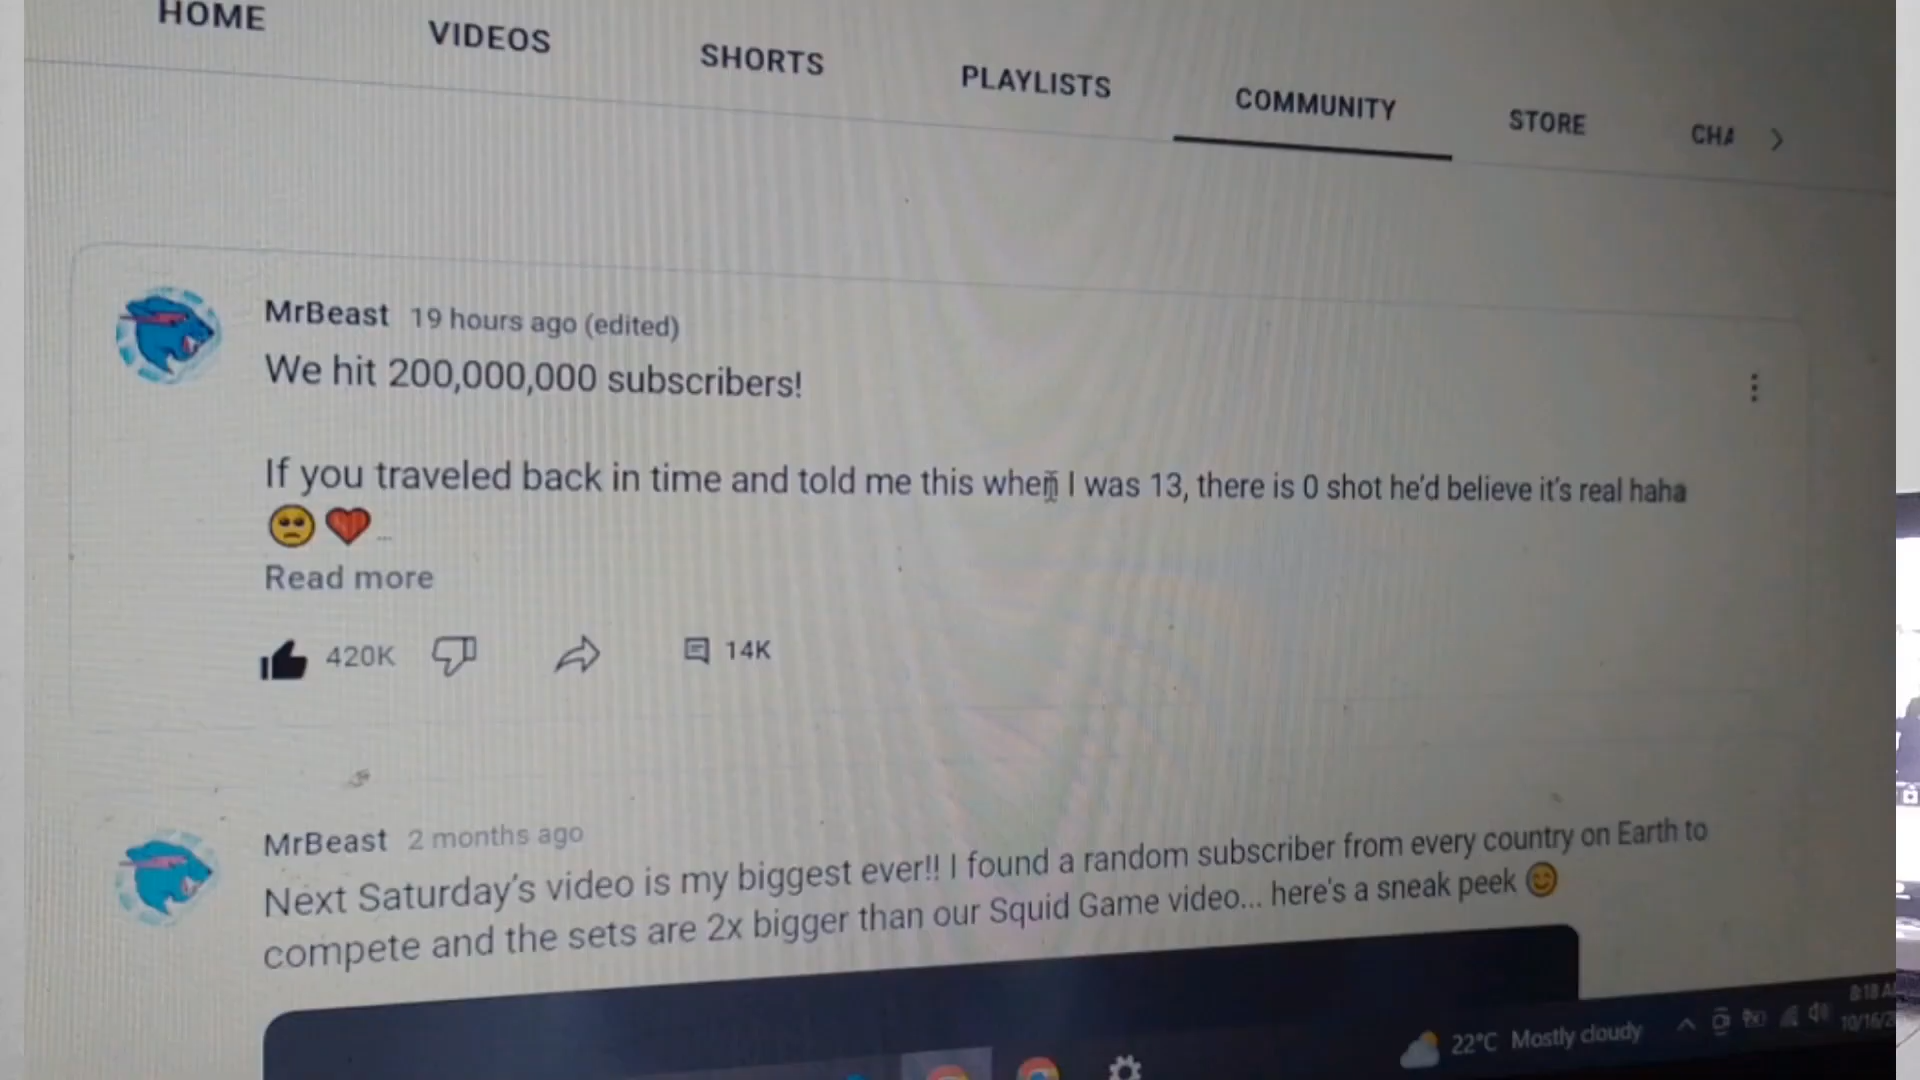 HOME VIDEOS SHORTS PLAYLISTS COMMUNITY STORE CHA
MrBeast 19 hours ago (edited)
We hit 200,000,000 subscribers!
If you traveled back in time and told me this when I was 13, there is 0 shot he'd believe it's real haha
🥺❤️...
Read more
420K 14K
MrBeast 2 months ago
Next Saturday's video is my biggest ever!! I found a random subscriber from every country on Earth to
compete and the sets are 2x bigger than our Squid Game video... here's a sneak peek 😊
22°C Mostly cloudy
8:18 A
10/16/2